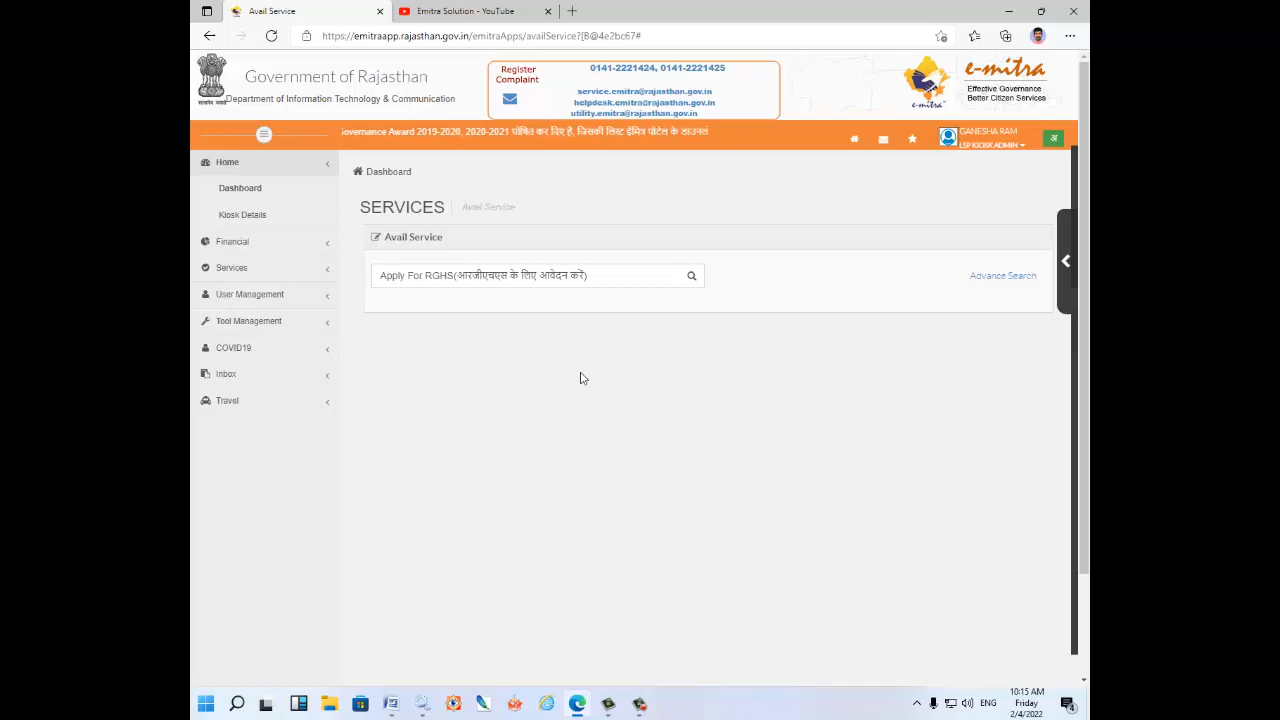 Avail Service
Emitra Solution - YouTube
https://emitraapp.rajasthan.gov.in/emitraApps/availService?[B@4e2bc67#
Government of Rajasthan
Department of Information Technology & Communication
Register
Complaint
0141-2221424, 0141-2221425
service.emitra@rajasthan.gov.in
helpdesk.emitra@rajasthan.gov.in
utility.emitra@rajasthan.gov.in
e-mitra
e-mitra
Effective Governance
Better Citizen Services
Governance Award 2019-2020, 2020-2021 घोषित कर दिए है, जिसकी लिस्ट ईमित्र पोर्टल के डाउनल
GANESHA RAM
LSP KIOSK ADMIN
अ
Home
Dashboard
Kiosk Details
Financial
Services
User Management
Tool Management
COVID19
Inbox
Travel
Dashboard
SERVICES
Avail Service
Avail Service
Apply For RGHS(आरजीएचएस के लिए आवेदन करें)
Advance Search
ENG
10:15 AM
Friday
2/4/2022
4